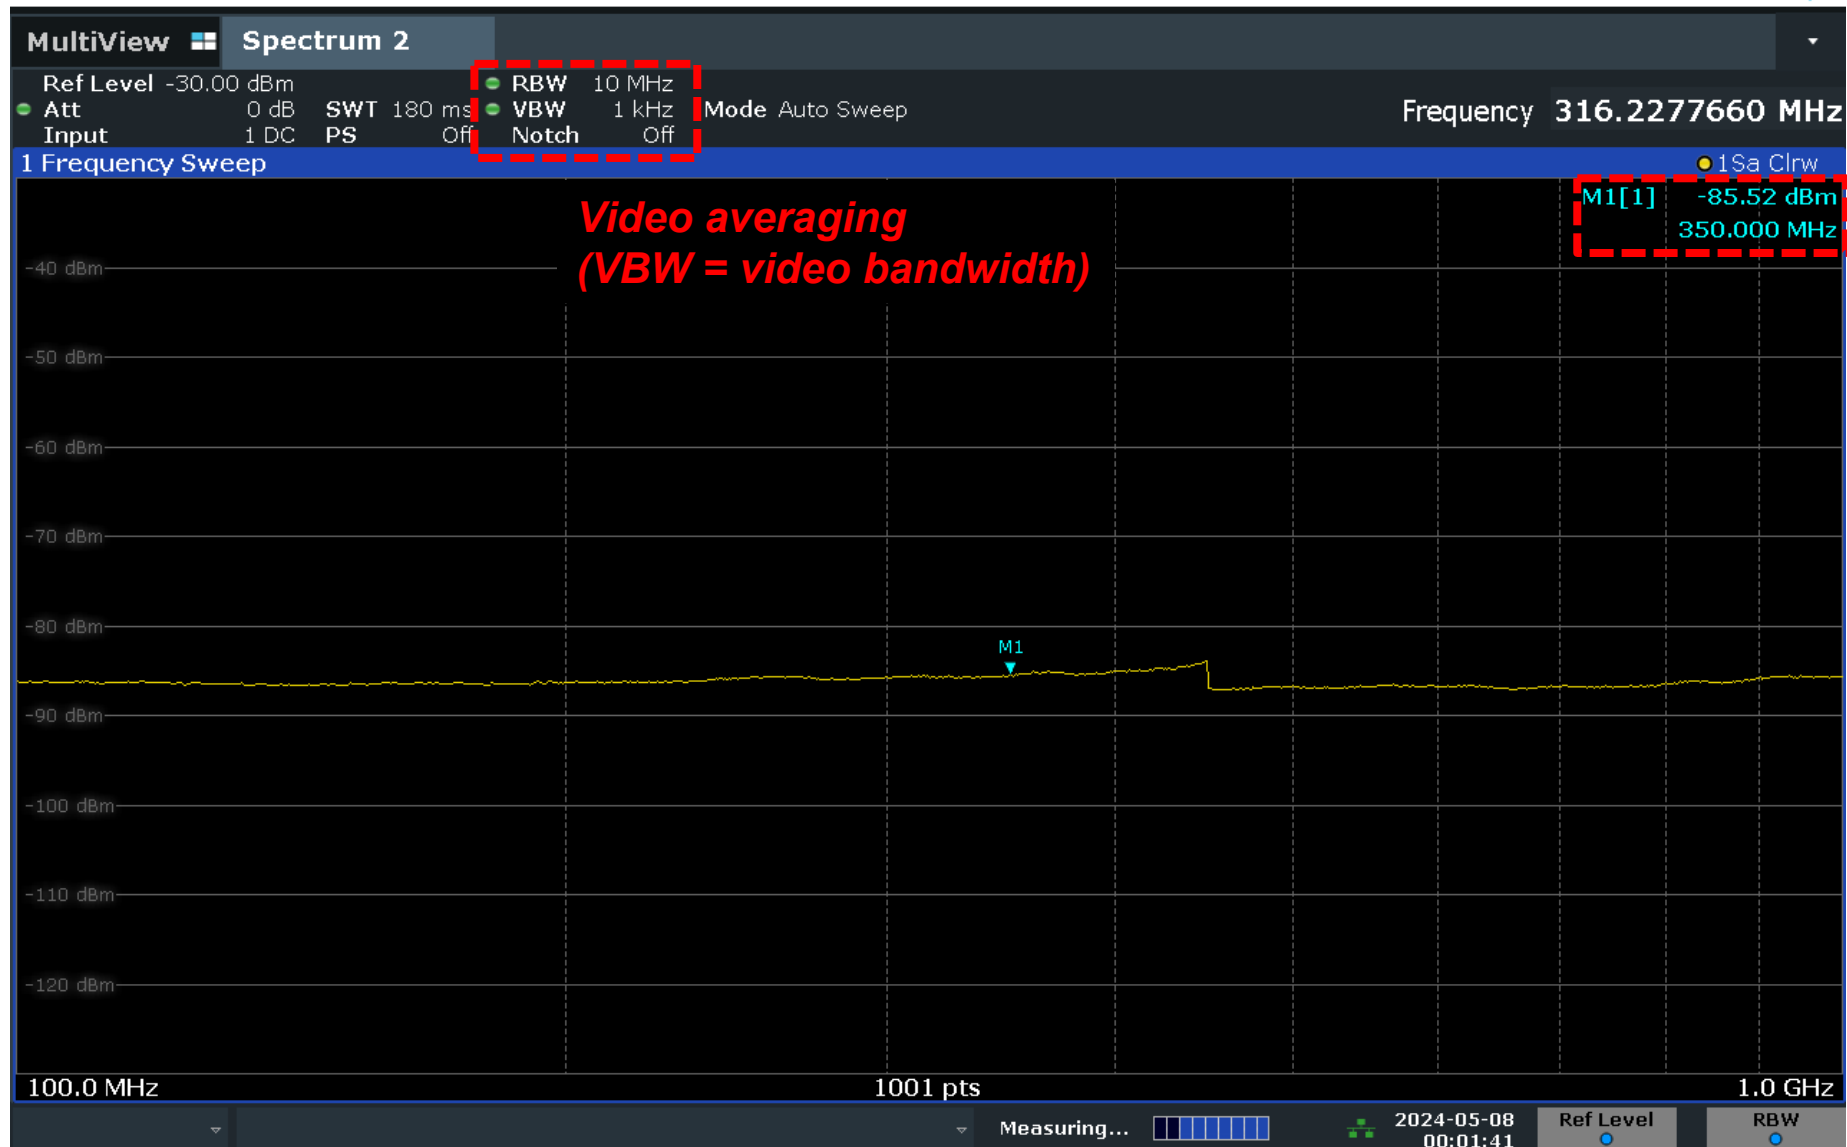 MultiView Spectrum 2
Ref Level -30.00 dBm RBW 10 MHz
Att 0 dB SWT 180 ms VBW 1 kHz Mode Auto Sweep Frequency 316.2277660 MHz
Input 1 DC PS Off Notch Off
1 Frequency Sweep 1Sa Clrw
M1[1] -85.52 dBm
350.000 MHz
Video averaging
(VBW = video bandwidth)
-40 dBm
-50 dBm
-60 dBm
-70 dBm
-80 dBm
M1
-90 dBm
-100 dBm
-110 dBm
-120 dBm
100.0 MHz 1001 pts 1.0 GHz
Measuring... 2024-05-08 Ref Level RBW
00:01:41